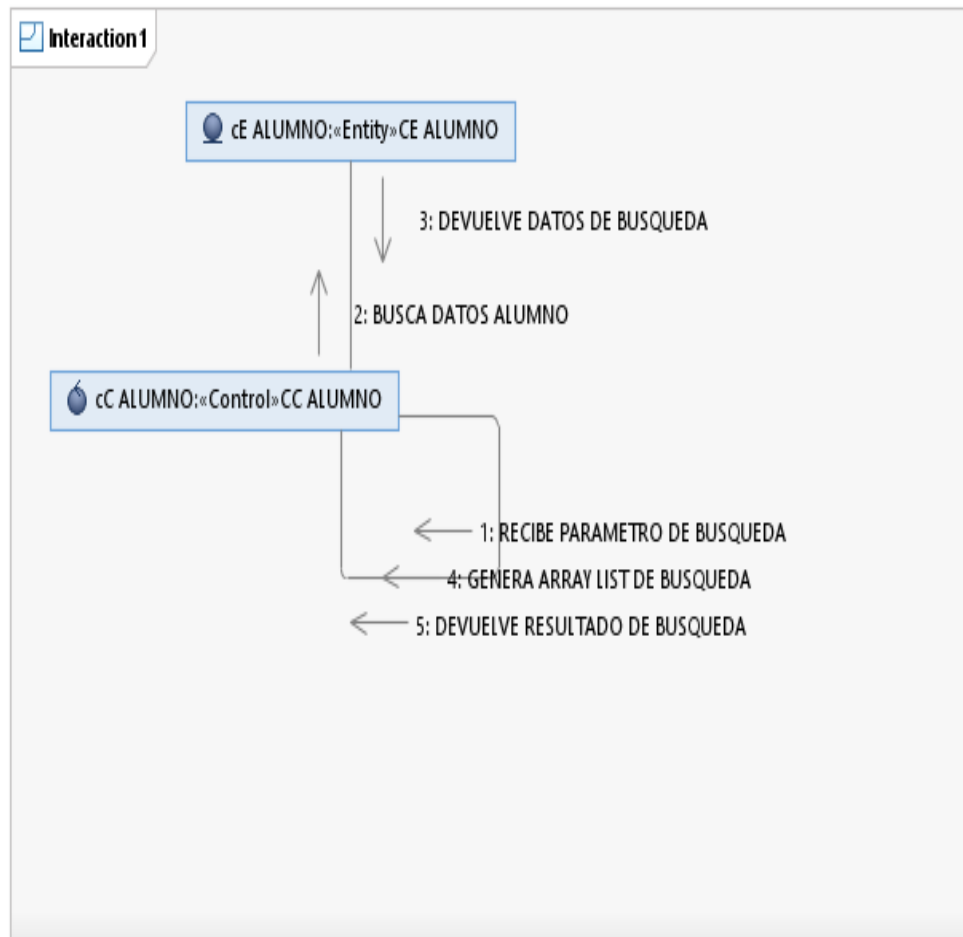 Interaction1
cE ALUMNO:«Entity»CE ALUMNO
3: DEVUELVE DATOS DE BUSQUEDA
2: BUSCA DATOS ALUMNO
cC ALUMNO:«Control»CC ALUMNO
1: RECIBE PARAMETRO DE BUSQUEDA
4: GENERA ARRAY LIST DE BUSQUEDA
5: DEVUELVE RESULTADO DE BUSQUEDA